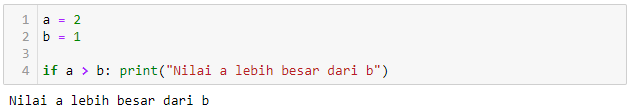 1 a = 2
2 b = 1
3
4 if a > b: print("Nilai a lebih besar dari b")
Nilai a lebih besar dari b